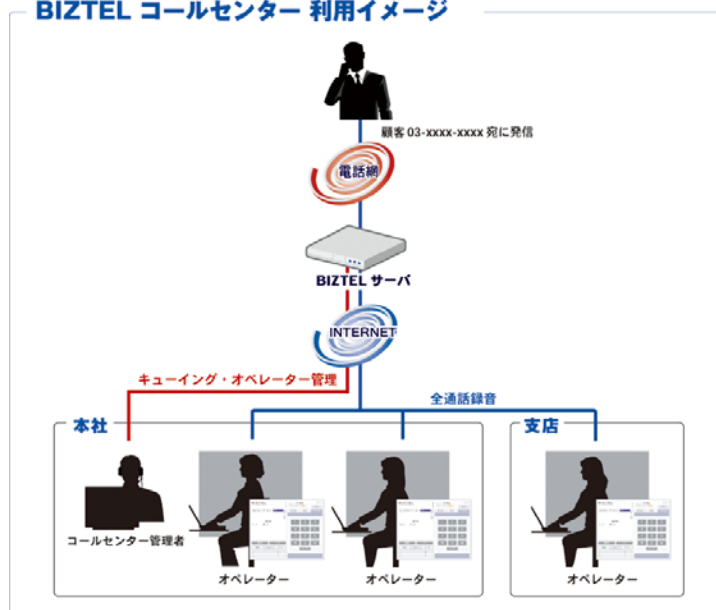 BIZTEL コールセンター 利用イメージ
顧客 03-xxxx-xxxx 宛に発信
電話網
BIZTEL サーバ
INTERNET
キューイング・オペレーター管理
全通話録音
本社
支店
コールセンター管理者
オペレーター
オペレーター
オペレーター